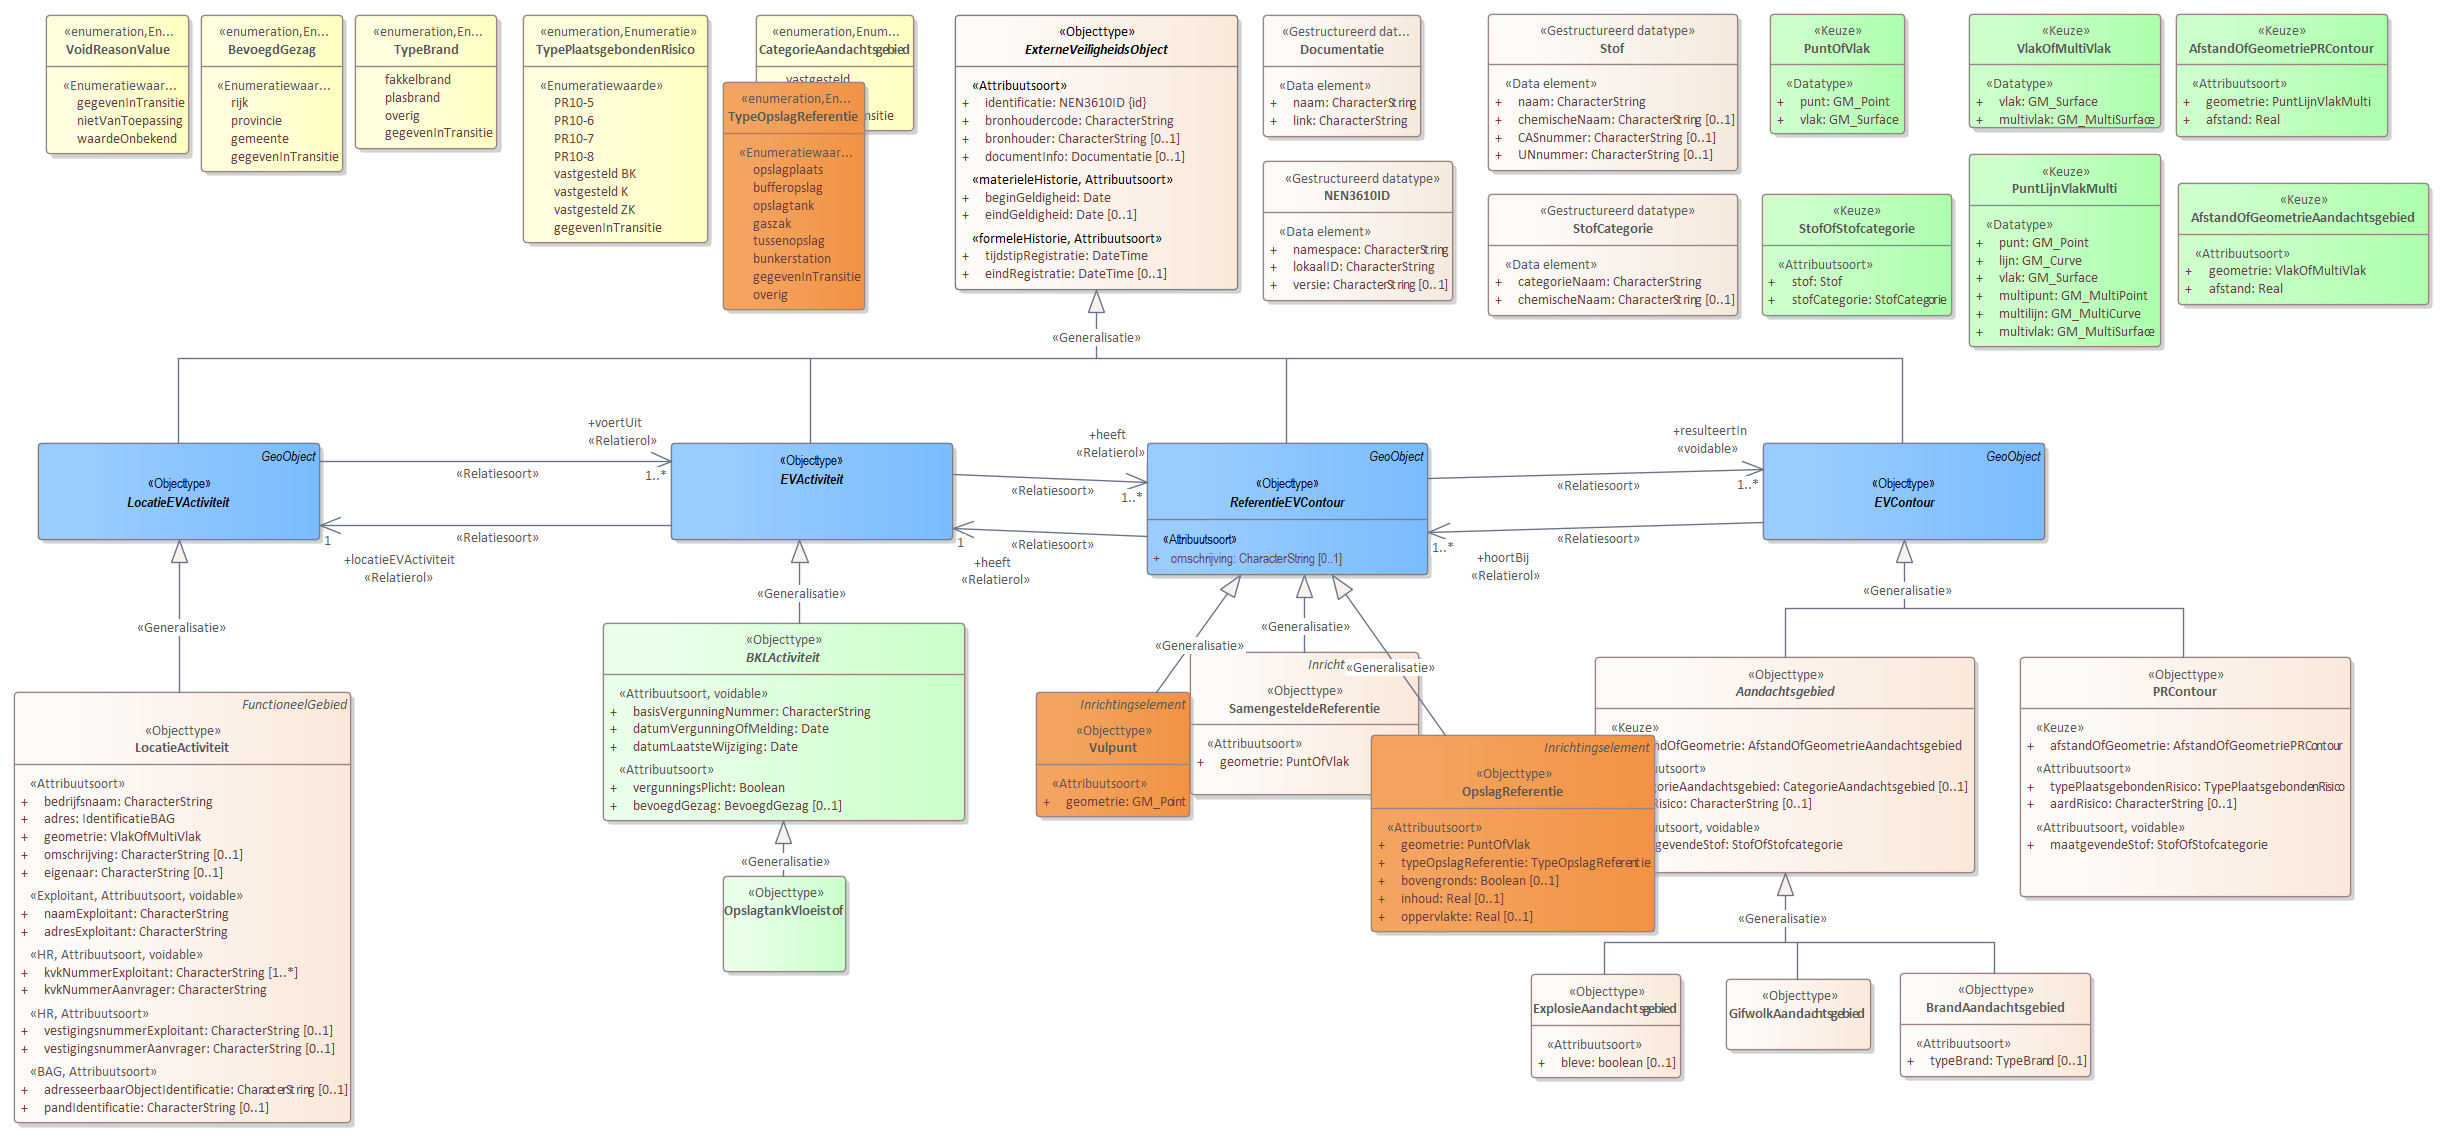 «enumeration,En...
VoidReasonValue
«Enumeratiewaar...
gegevenInTransitie
nietVanToepassing
waardeOnbekend
«enumeration,En...
BevoegdGezag
«Enumeratiewaar...
rijk
provincie
gemeente
gegevenInTransitie
«enumeration,En...
TypeBrand
fakkelbrand
plasbrand
overig
gegevenInTransitie
«enumeration,Enumeratie»
TypePlaatsgebondenRisico
«Enumeratiewaarde»
PR10-5
PR10-6
PR10-7
PR10-8
vastgesteld BK
vastgesteld K
vastgesteld ZK
gegevenInTransitie
«enumeration,Enum...
CategorieAandachtsgebied
vastgesteld
nsitie
«enumeration,En...
TypeOpslagReferentie
«Enumeratiewaar...
opslagplaats
bufferopslag
opslagtank
gaszak
tussenopslag
bunkerstation
gegevenInTransitie
overig
«Objecttype»
ExterneVeiligheidsObject
«Attribuutsoort»
+ identificatie: NEN3610ID {id}
+ bronhoudercode: CharacterString
+ bronhouder: CharacterString [0..1]
+ documentInfo: Documentatie [0..1]
«materieleHistorie, Attribuutsoort»
+ beginGeldigheid: Date
+ eindGeldigheid: Date [0..1]
«formeleHistorie, Attribuutsoort»
+ tijdstipRegistratie: DateTime
+ eindRegistratie: DateTime [0..1]
«Gestructureerd dat...
Documentatie
«Data element»
+ naam: CharacterString
+ link: CharacterString
«Gestructureerd datatype»
NEN3610ID
«Data element»
+ namespace: CharacterString
+ lokaalID: CharacterString
+ versie: CharacterString [0..1]
«Gestructureerd datatype»
Stof
«Data element»
+ naam: CharacterString
+ chemischeNaam: CharacterString [0..1]
+ CASnummer: CharacterString [0..1]
+ UNnummer: CharacterString [0..1]
«Gestructureerd datatype»
StofCategorie
«Data element»
+ categorieNaam: CharacterString
+ chemischeNaam: CharacterString [0..1]
«Keuze»
PuntOfVlak
«Datatype»
+ punt: GM_Point
+ vlak: GM_Surface
«Keuze»
StofOfStofcategorie
«Attribuutsoort»
+ stof: Stof
+ stofCategorie: StofCategorie
«Keuze»
VlakOfMultiVlak
«Datatype»
+ vlak: GM_Surface
+ multivlak: GM_MultiSurface
«Keuze»
PuntLijnVlakMulti
«Datatype»
+ punt: GM_Point
+ lijn: GM_Curve
+ vlak: GM_Surface
+ multipunt: GM_MultiPoint
+ multilijn: GM_MultiCurve
+ multivlak: GM_MultiSurface
«Keuze»
AfstandOfGeometriePRContour
«Attribuutsoort»
+ geometrie: PuntLijnVlakMulti
+ afstand: Real
«Keuze»
AfstandOfGeometrieAandachtsgebied
«Attribuutsoort»
+ geometrie: VlakOfMultiVlak
+ afstand: Real
«Generalisatie»
GeoObject
«Objecttype»
LocatieEVActiviteit
+voertUit
«Relatierol»
1..*
«Relatiesoort»
«Relatiesoort»
1
+locatieEVActiviteit
«Relatierol»
«Objecttype»
EVActiviteit
+heeft
«Relatierol»
1..*
«Relatiesoort»
«Relatiesoort»
1
+heeft
«Relatierol»
GeoObject
«Objecttype»
ReferentieEVContour
«Attribuutsoort»
+ omschrijving: CharacterString [0..1]
+resulteertIn
«voidable»
1..*
«Relatiesoort»
«Relatiesoort»
1..*
+hoortBij
«Relatierol»
GeoObject
«Objecttype»
EVContour
«Generalisatie»
«Generalisatie»
«Generalisatie»
«Generalisatie»
«Generalisatie»
«Generalisatie»
FunctioneelGebied
«Objecttype»
LocatieActiviteit
«Attribuutsoort»
+ bedrijfsnaam: CharacterString
+ adres: IdentificatieBAG
+ geometrie: VlakOfMultiVlak
+ omschrijving: CharacterString [0..1]
+ eigenaar: CharacterString [0..1]
«Exploitant, Attribuutsoort, voidable»
+ naamExploitant: CharacterString
+ adresExploitant: CharacterString
«HR, Attribuutsoort, voidable»
+ kvkNummerExploitant: CharacterString [1..*]
+ kvkNummerAanvrager: CharacterString
«HR, Attribuutsoort»
+ vestigingsnummerExploitant: CharacterString [0..1]
+ vestigingsnummerAanvrager: CharacterString [0..1]
«BAG, Attribuutsoort»
+ adresseerbaarObjectIdentificatie: CharacterString [0..1]
+ pandIdentificatie: CharacterString [0..1]
«Objecttype»
BKLActiviteit
«Attribuutsoort, voidable»
+ basisVergunningNummer: CharacterString
+ datumVergunningOfMelding: Date
+ datumLaatsteWijziging: Date
«Attribuutsoort»
+ vergunningsPlicht: Boolean
+ bevoegdGezag: BevoegdGezag [0..1]
«Generalisatie»
«Objecttype»
OpslagtankVloeistof
Inrichtingselement
«Objecttype»
Vulpunt
«Attribuutsoort»
+ geometrie: GM_Point
Inricht
«Objecttype»
SamengesteldeReferentie
«Attribuutsoort»
+ geometrie: PuntOfVlak
Inrichtingselement
«Objecttype»
OpslagReferentie
«Attribuutsoort»
+ geometrie: PuntOfVlak
+ typeOpslagReferentie: TypeOpslagReferentie
+ bovengronds: Boolean [0..1]
+ inhoud: Real [0..1]
+ oppervlakte: Real [0..1]
«Objecttype»
Aandachtsgebied
«Keuze»
ndOfGeometrie: AfstandOfGeometrieAandachtsgebied
uutsoort»
orieAandachtsgebied: CategorieAandachtsgebied [0..1]
Risico: CharacterString [0..1]
uutsoort, voidable»
gevendeStof: StofOfStofcategorie
«Objecttype»
PRContour
«Keuze»
+ afstandOfGeometrie: AfstandOfGeometriePRContour
«Attribuutsoort»
+ typePlaatsgebondenRisico: TypePlaatsgebondenRisico
+ aardRisico: CharacterString [0..1]
«Attribuutsoort, voidable»
+ maatgevendeStof: StofOfStofcategorie
«Generalisatie»
«Objecttype»
ExplosieAandachtsgebied
«Attribuutsoort»
+ bleve: boolean [0..1]
«Objecttype»
GifwolkAandachtsgebied
«Objecttype»
BrandAandachtsgebied
«Attribuutsoort»
+ typeBrand: TypeBrand [0..1]